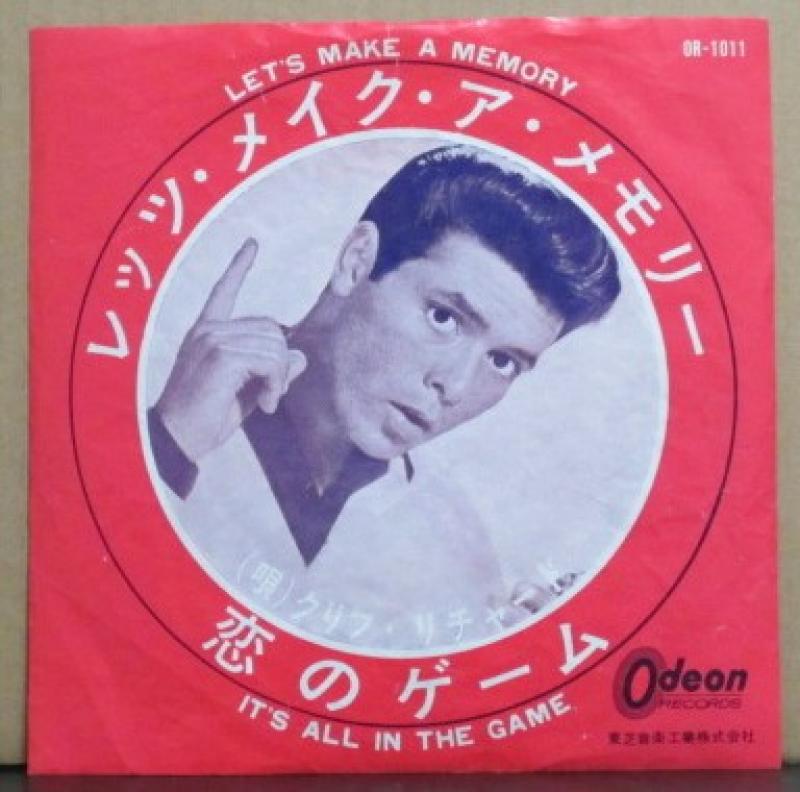 LET'S MAKE A MEMORY
OR-1011
レッツ・メイク・ア・メモリー
(唄)クリフ・リチャード
恋のゲーム
IT'S ALL IN THE GAME
Odeon
RECORDS
東芝音楽工業株式会社